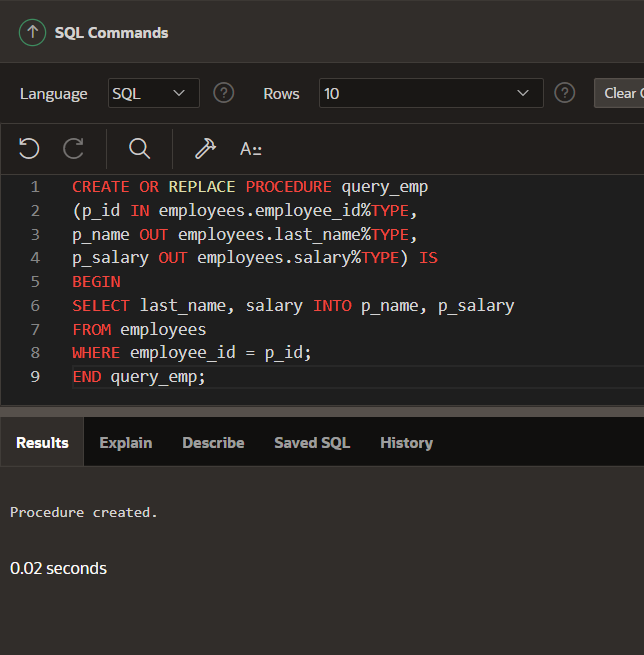 SQL Commands
Language SQL ? Rows 10 ? Clear
A::
1 CREATE OR REPLACE PROCEDURE query_emp
2 (p_id IN employees.employee_id%TYPE,
3 p_name OUT employees.last_name%TYPE,
4 p_salary OUT employees.salary%TYPE) IS
5 BEGIN
6 SELECT last_name, salary INTO p_name, p_salary
7 FROM employees
8 WHERE employee_id = p_id;
9 END query_emp;
Results Explain Describe Saved SQL History
Procedure created.
0.02 seconds